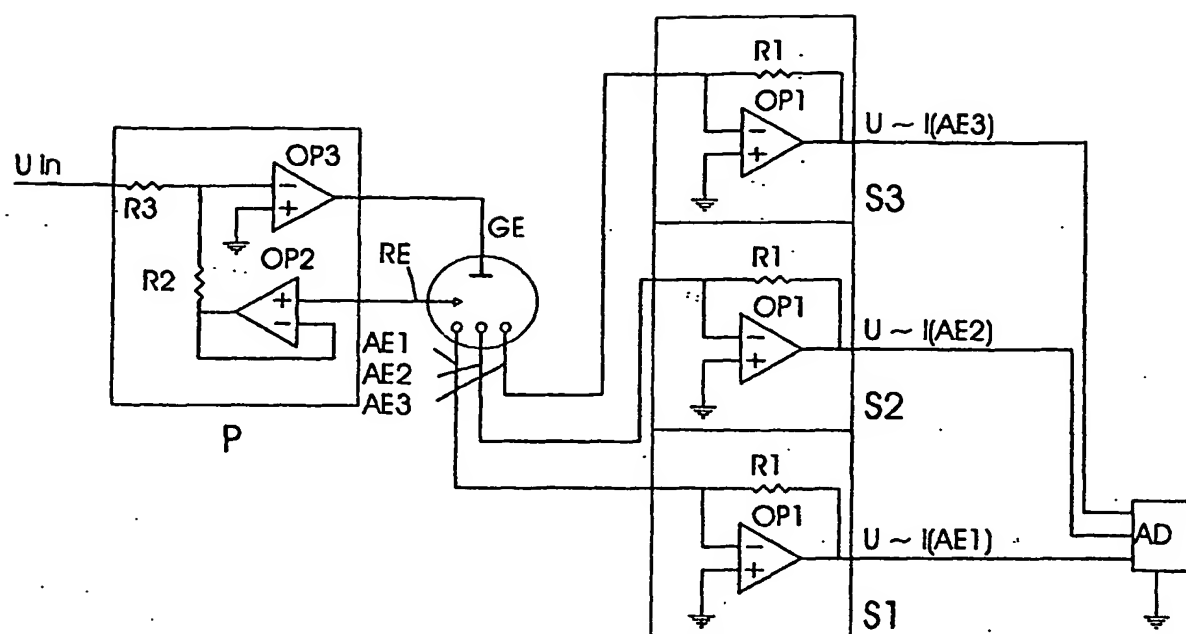 R1
OP1
U ~ I(AE3)
S3
U in
R3
OP3
GE
OP2
RE
R2
AE1
AE2
AE3
P
R1
OP1
U ~ I(AE2)
S2
R1
OP1
U ~ I(AE1)
S1
AD